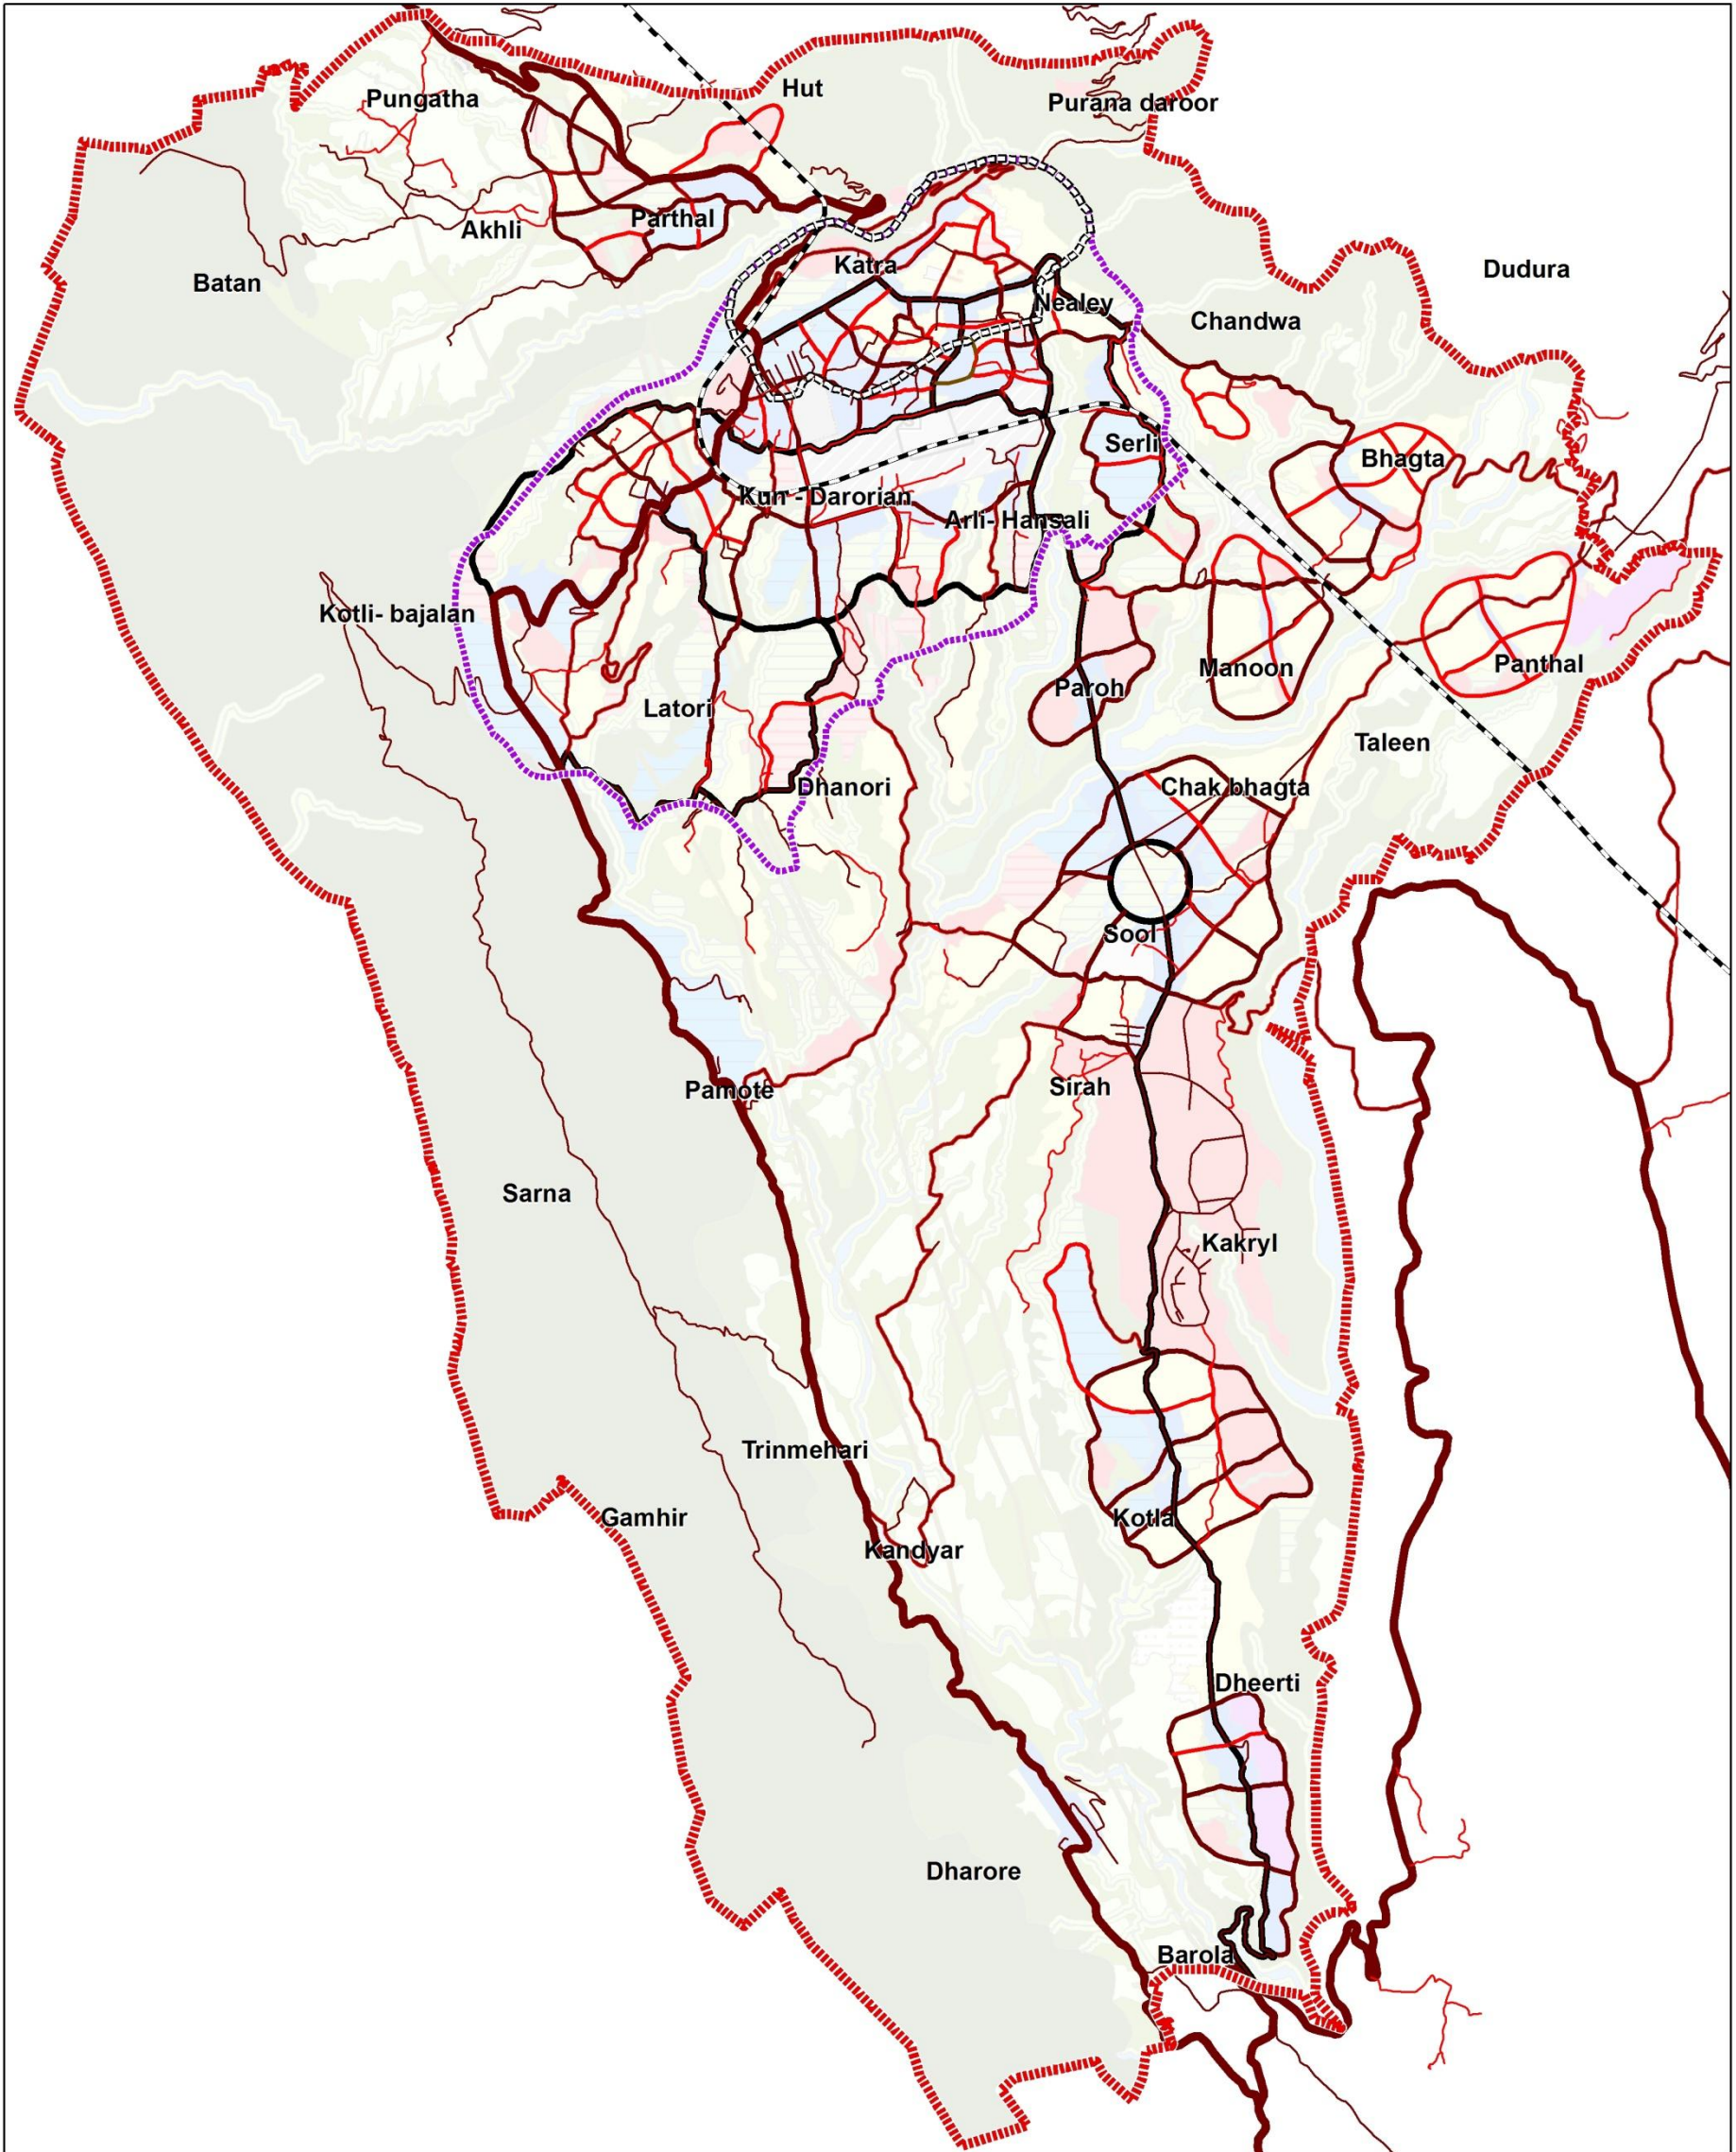 Hut
Pungatha
Purana daroor
Parthal
Akhli
Katra
Dudura
Batan
Nealey
Chandwa
Serli
Bhagta
Kun - Darorian
Arli- Hansali
Kotli- bajalan
Panthal
Manoon
Paroh
Latori
Taleen
Dhanori
Chak bhagta
Sool
Sirah
Pamote
Sarna
Kakryl
Trinmehari
Gamhir
Kotla
Kandyar
Dheerti
Dharore
Barola